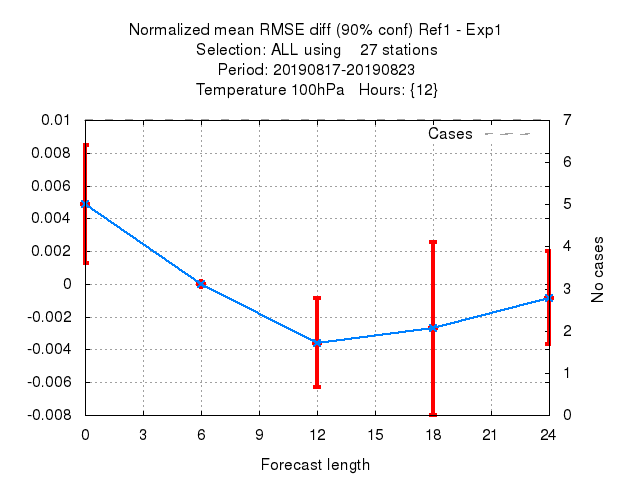 Normalized mean RMSE diff (90% conf) Ref1 - Exp1
Selection: ALL using    27 stations
Period: 20190817-20190823
Temperature 100hPa   Hours: {12}
Cases
0.01
0.008
0.006
0.004
0.002
0
-0.002
-0.004
-0.006
-0.008
7
6
5
4
3
2
1
0
No cases
0 3 6 9 12 15 18 21 24
Forecast length